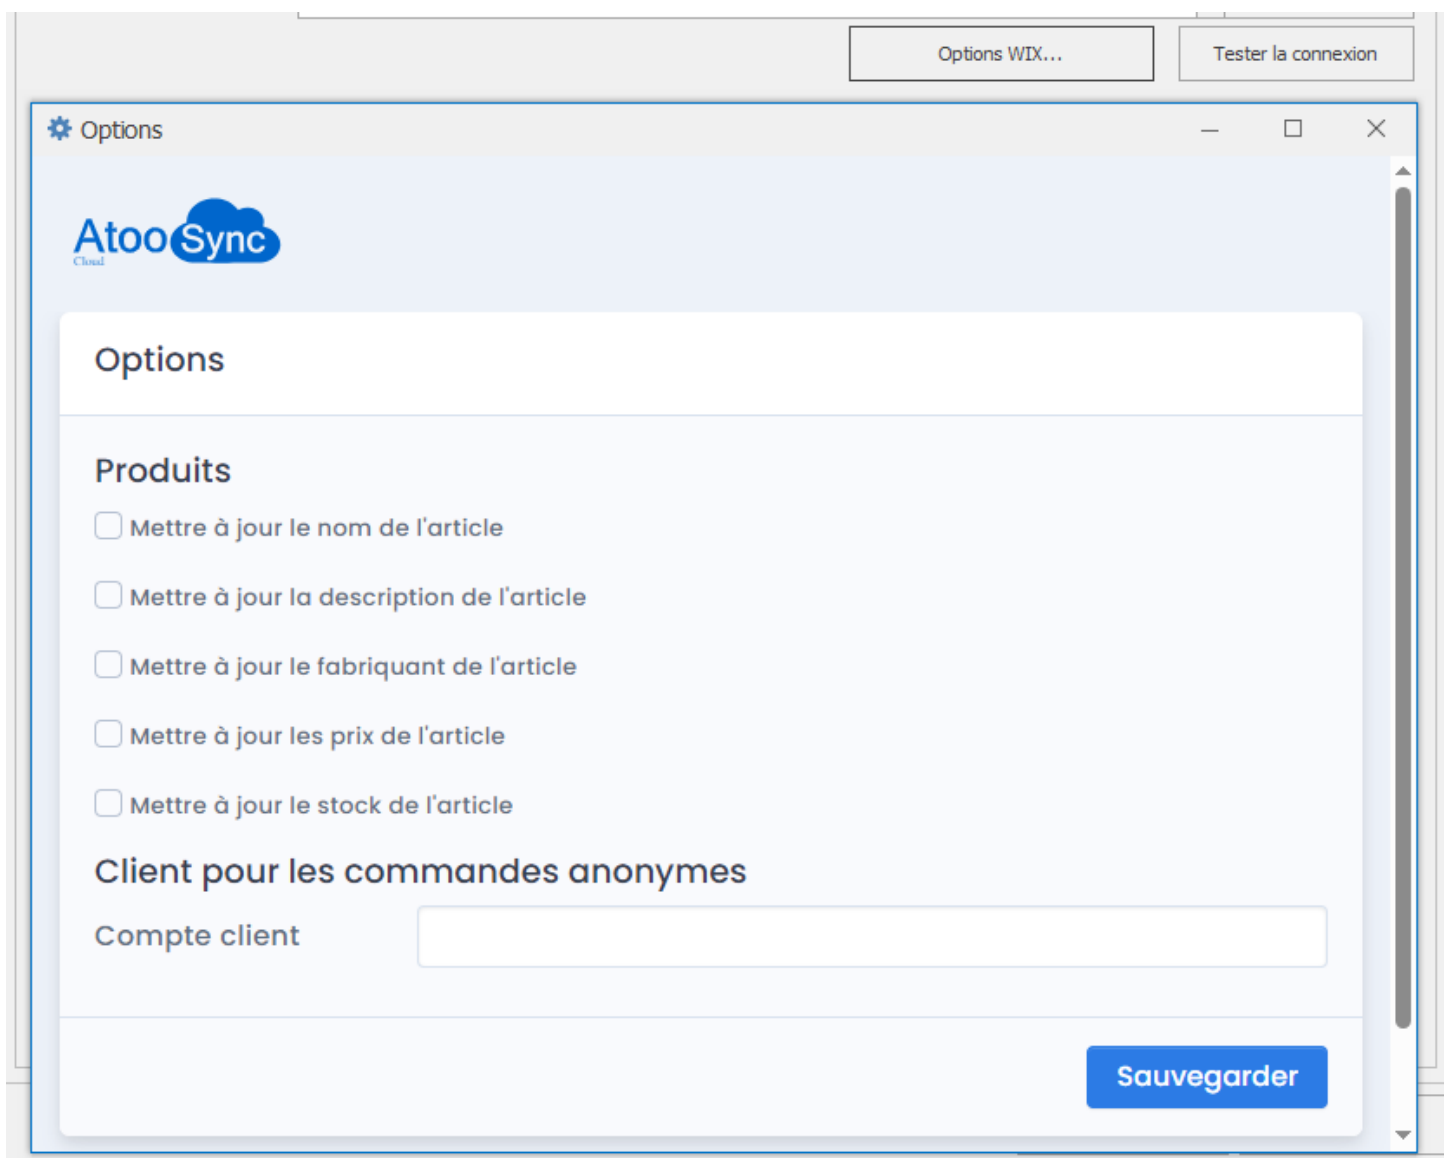 Options WIX...
Tester la connexion
Options
Atoo Sync
Cloud
Options
Produits
Mettre à jour le nom de l'article
Mettre à jour la description de l'article
Mettre à jour le fabriquant de l'article
Mettre à jour les prix de l'article
Mettre à jour le stock de l'article
Client pour les commandes anonymes
Compte client
Sauvegarder